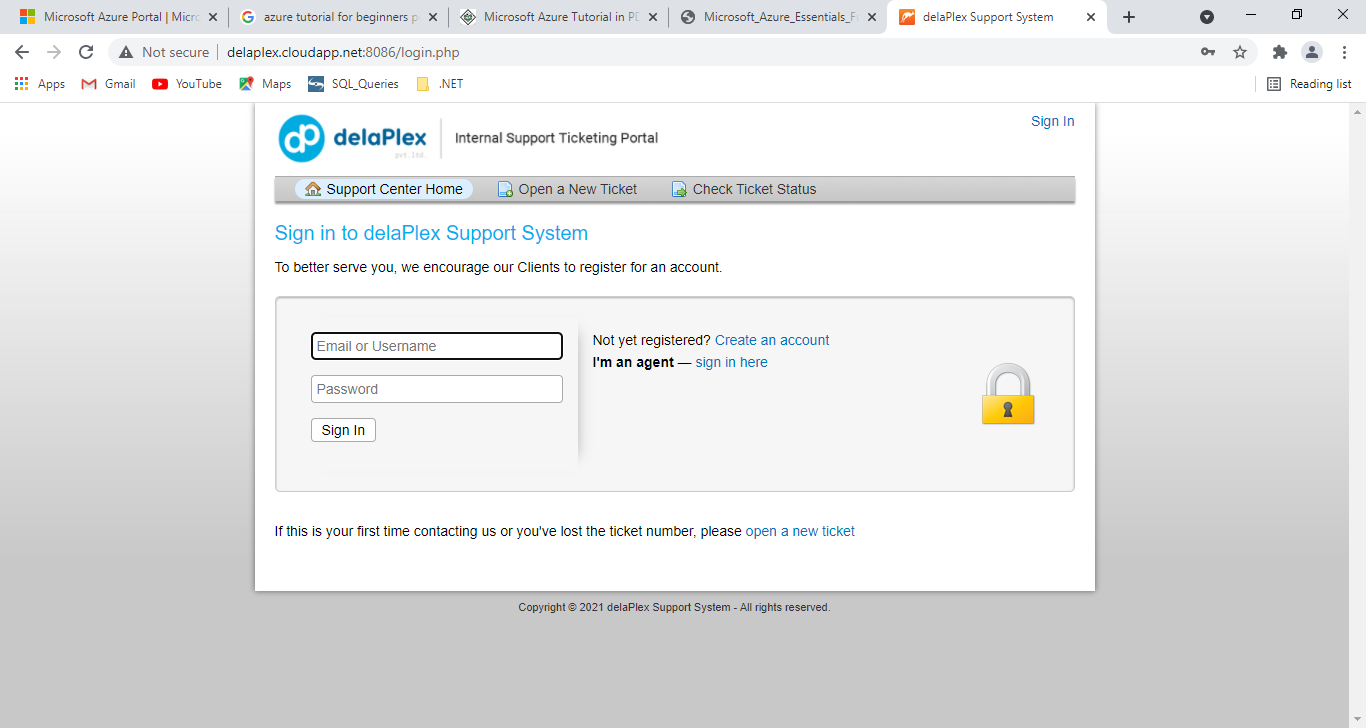 Microsoft Azure Portal | Micro
azure tutorial for beginners p
Microsoft Azure Tutorial in PD
Microsoft_Azure_Essentials_F
delaPlex Support System
Not secure
delaplex.cloudapp.net:8086/login.php
Apps
Gmail
YouTube
Maps
SQL_Queries
.NET
Reading list
dp delaPlex
pvt. ltd.
Internal Support Ticketing Portal
Sign In
Support Center Home
Open a New Ticket
Check Ticket Status
Sign in to delaPlex Support System
To better serve you, we encourage our Clients to register for an account.
Email or Username
Password
Sign In
Not yet registered? Create an account
I'm an agent — sign in here
If this is your first time contacting us or you've lost the ticket number, please open a new ticket
Copyright © 2021 delaPlex Support System - All rights reserved.